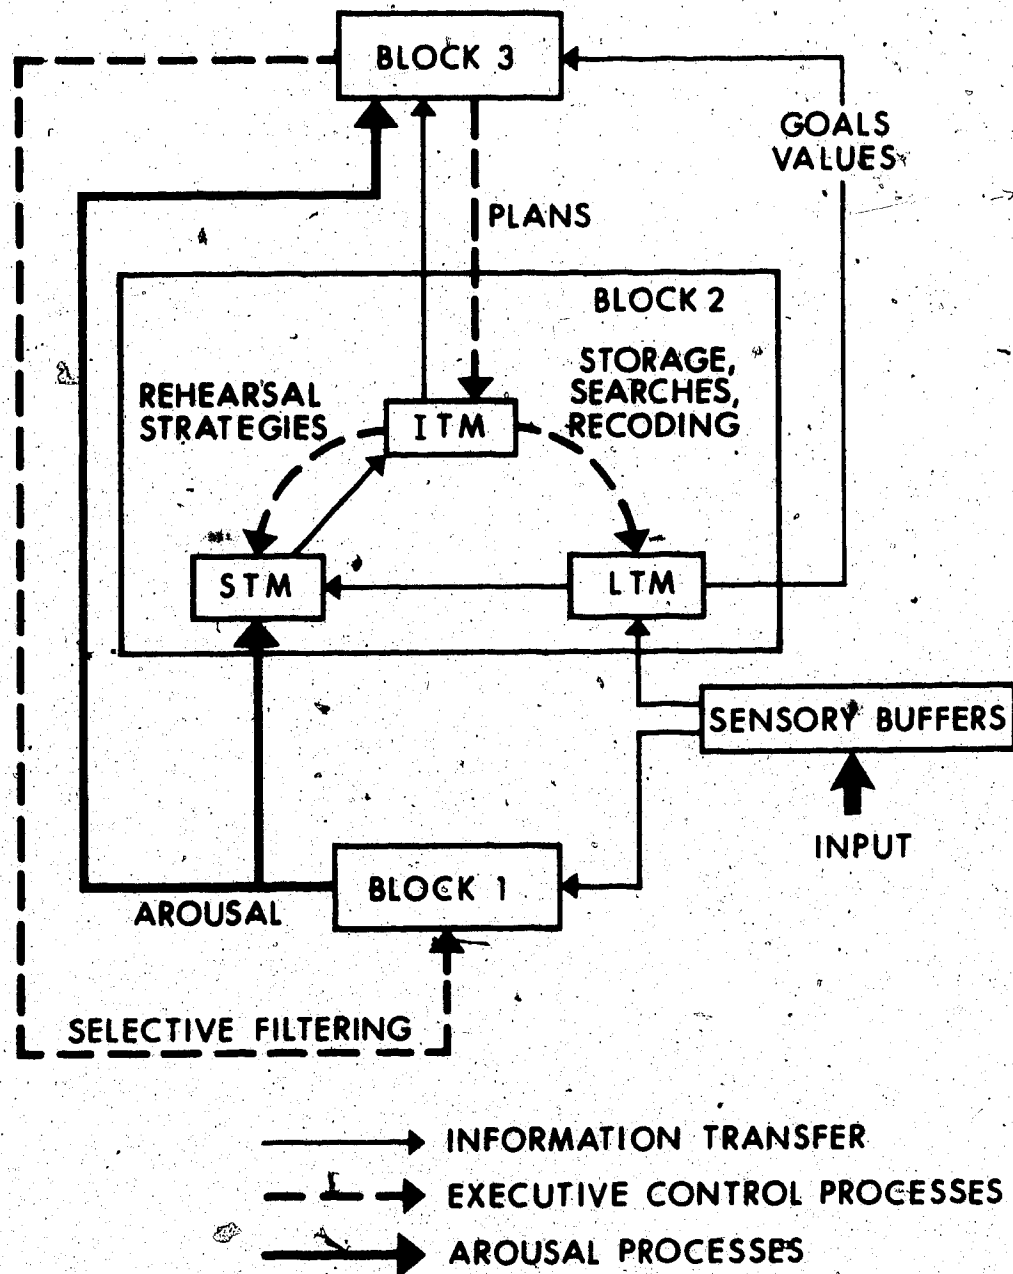 BLOCK 3
GOALS
VALUES
PLANS
BLOCK 2
STORAGE,
SEARCHES,
RECODING
REHEARSAL
STRATEGIES
ITM
STM
LTM
SENSORY BUFFERS
INPUT
BLOCK 1
AROUSAL
SELECTIVE FILTERING
INFORMATION TRANSFER
EXECUTIVE CONTROL PROCESSES
AROUSAL PROCESSES